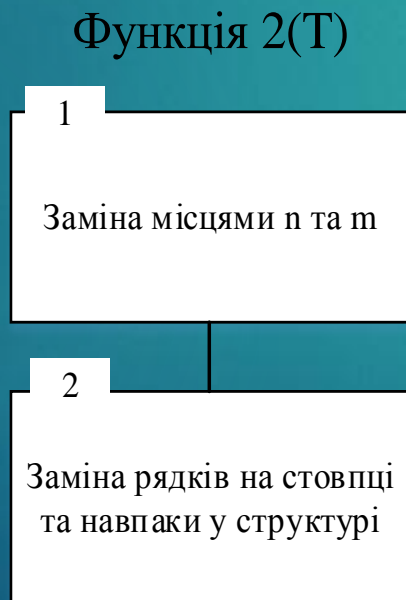 Функція 2(Т)
1
Заміна місцями n та m
2
Заміна рядків на стовпці
та навпаки у структурі